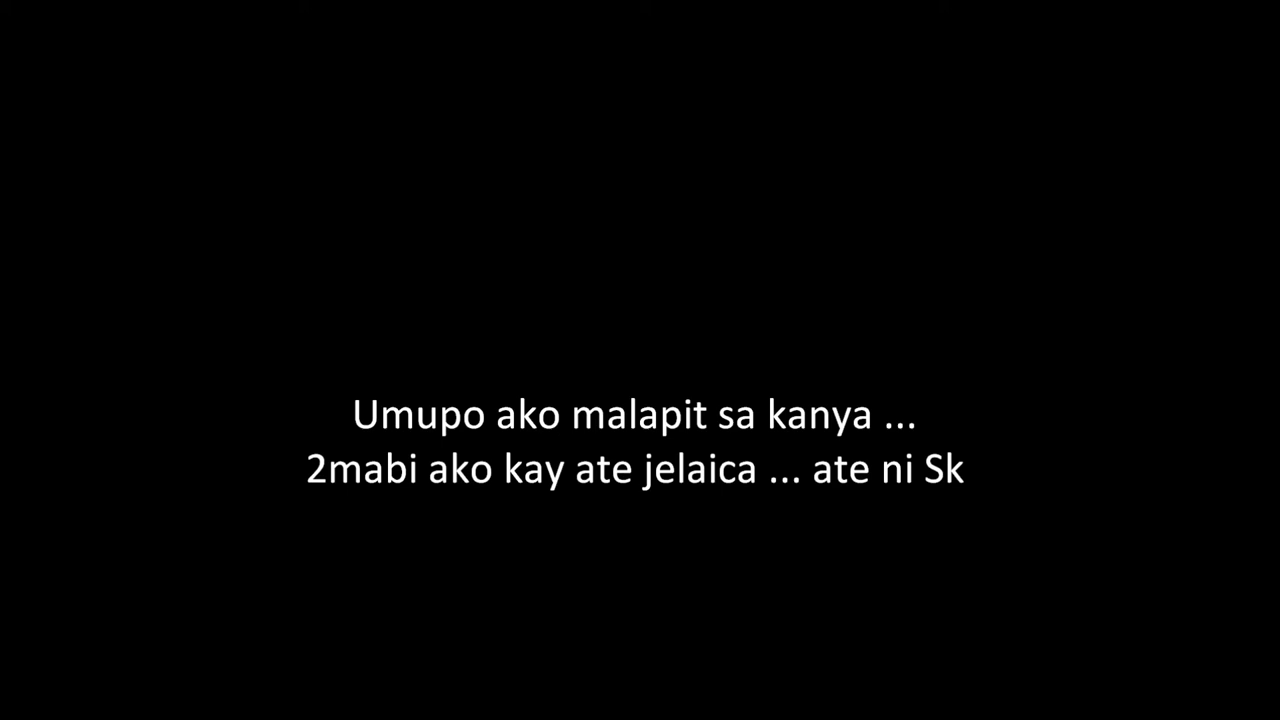 Umupo ako malapit sa kanya ...
2mabi ako kay ate jelaica ... ate ni Sk